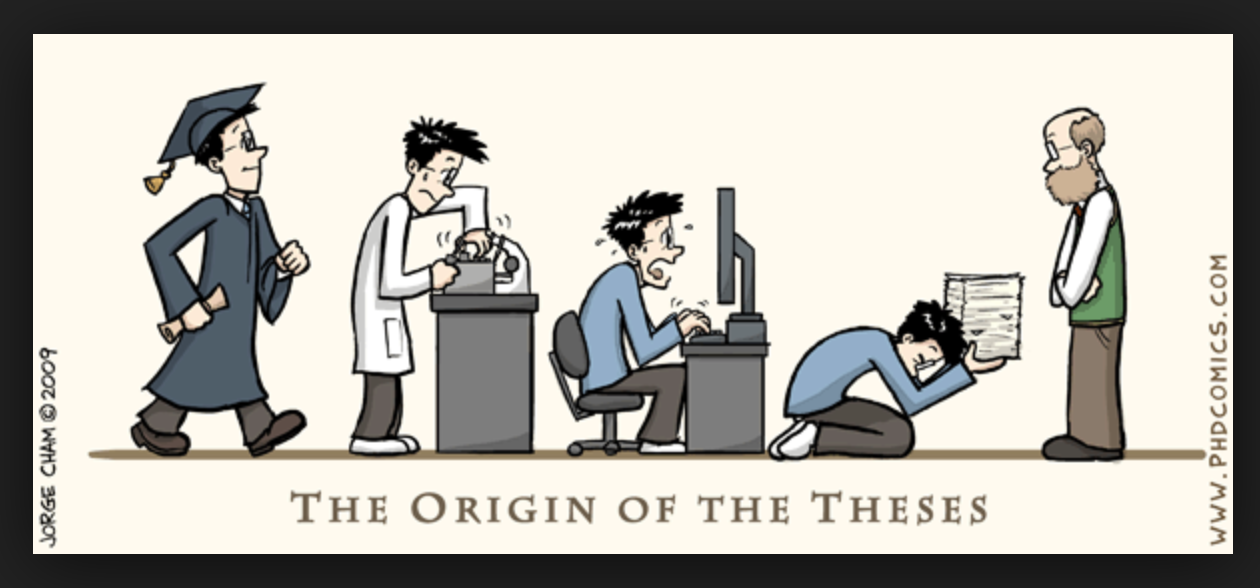 JORGE CHAM © 2009
THE ORIGIN OF THE THESES
WWW.PHDCOMICS.COM